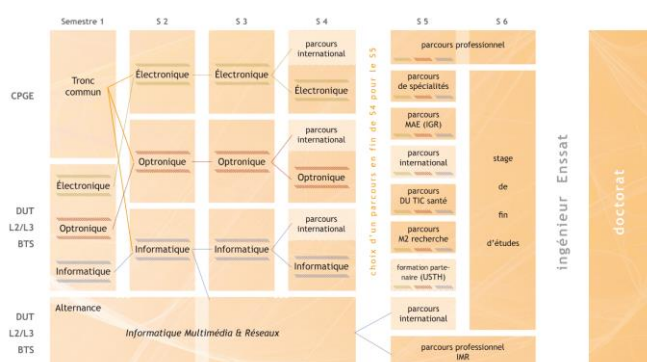 Semestre 1 S 2 S 3 S 4 S 5 S 6
CPGE
Tronc
commun
Électronique
Électronique
parcours
international
Électronique
Optronique
Optronique
parcours
international
Optronique
Informatique
Informatique
parcours
international
Informatique
DUT
L2/L3
BTS
Électronique
Optronique
Informatique
DUT
L2/L3
BTS
Alternance
Informatique Multimédia & Réseaux
choix d'un parcours en fin de S4 pour le S5
parcours professionnel
parcours
de spécialités
parcours
MAE (IGR)
parcours
international
parcours
DU TIC santé
parcours
M2 recherche
formation parte-
naire (USTH)
parcours
international
parcours professionnel
IMR
stage
de
fin
d'études
ingénieur Enssat
doctorat